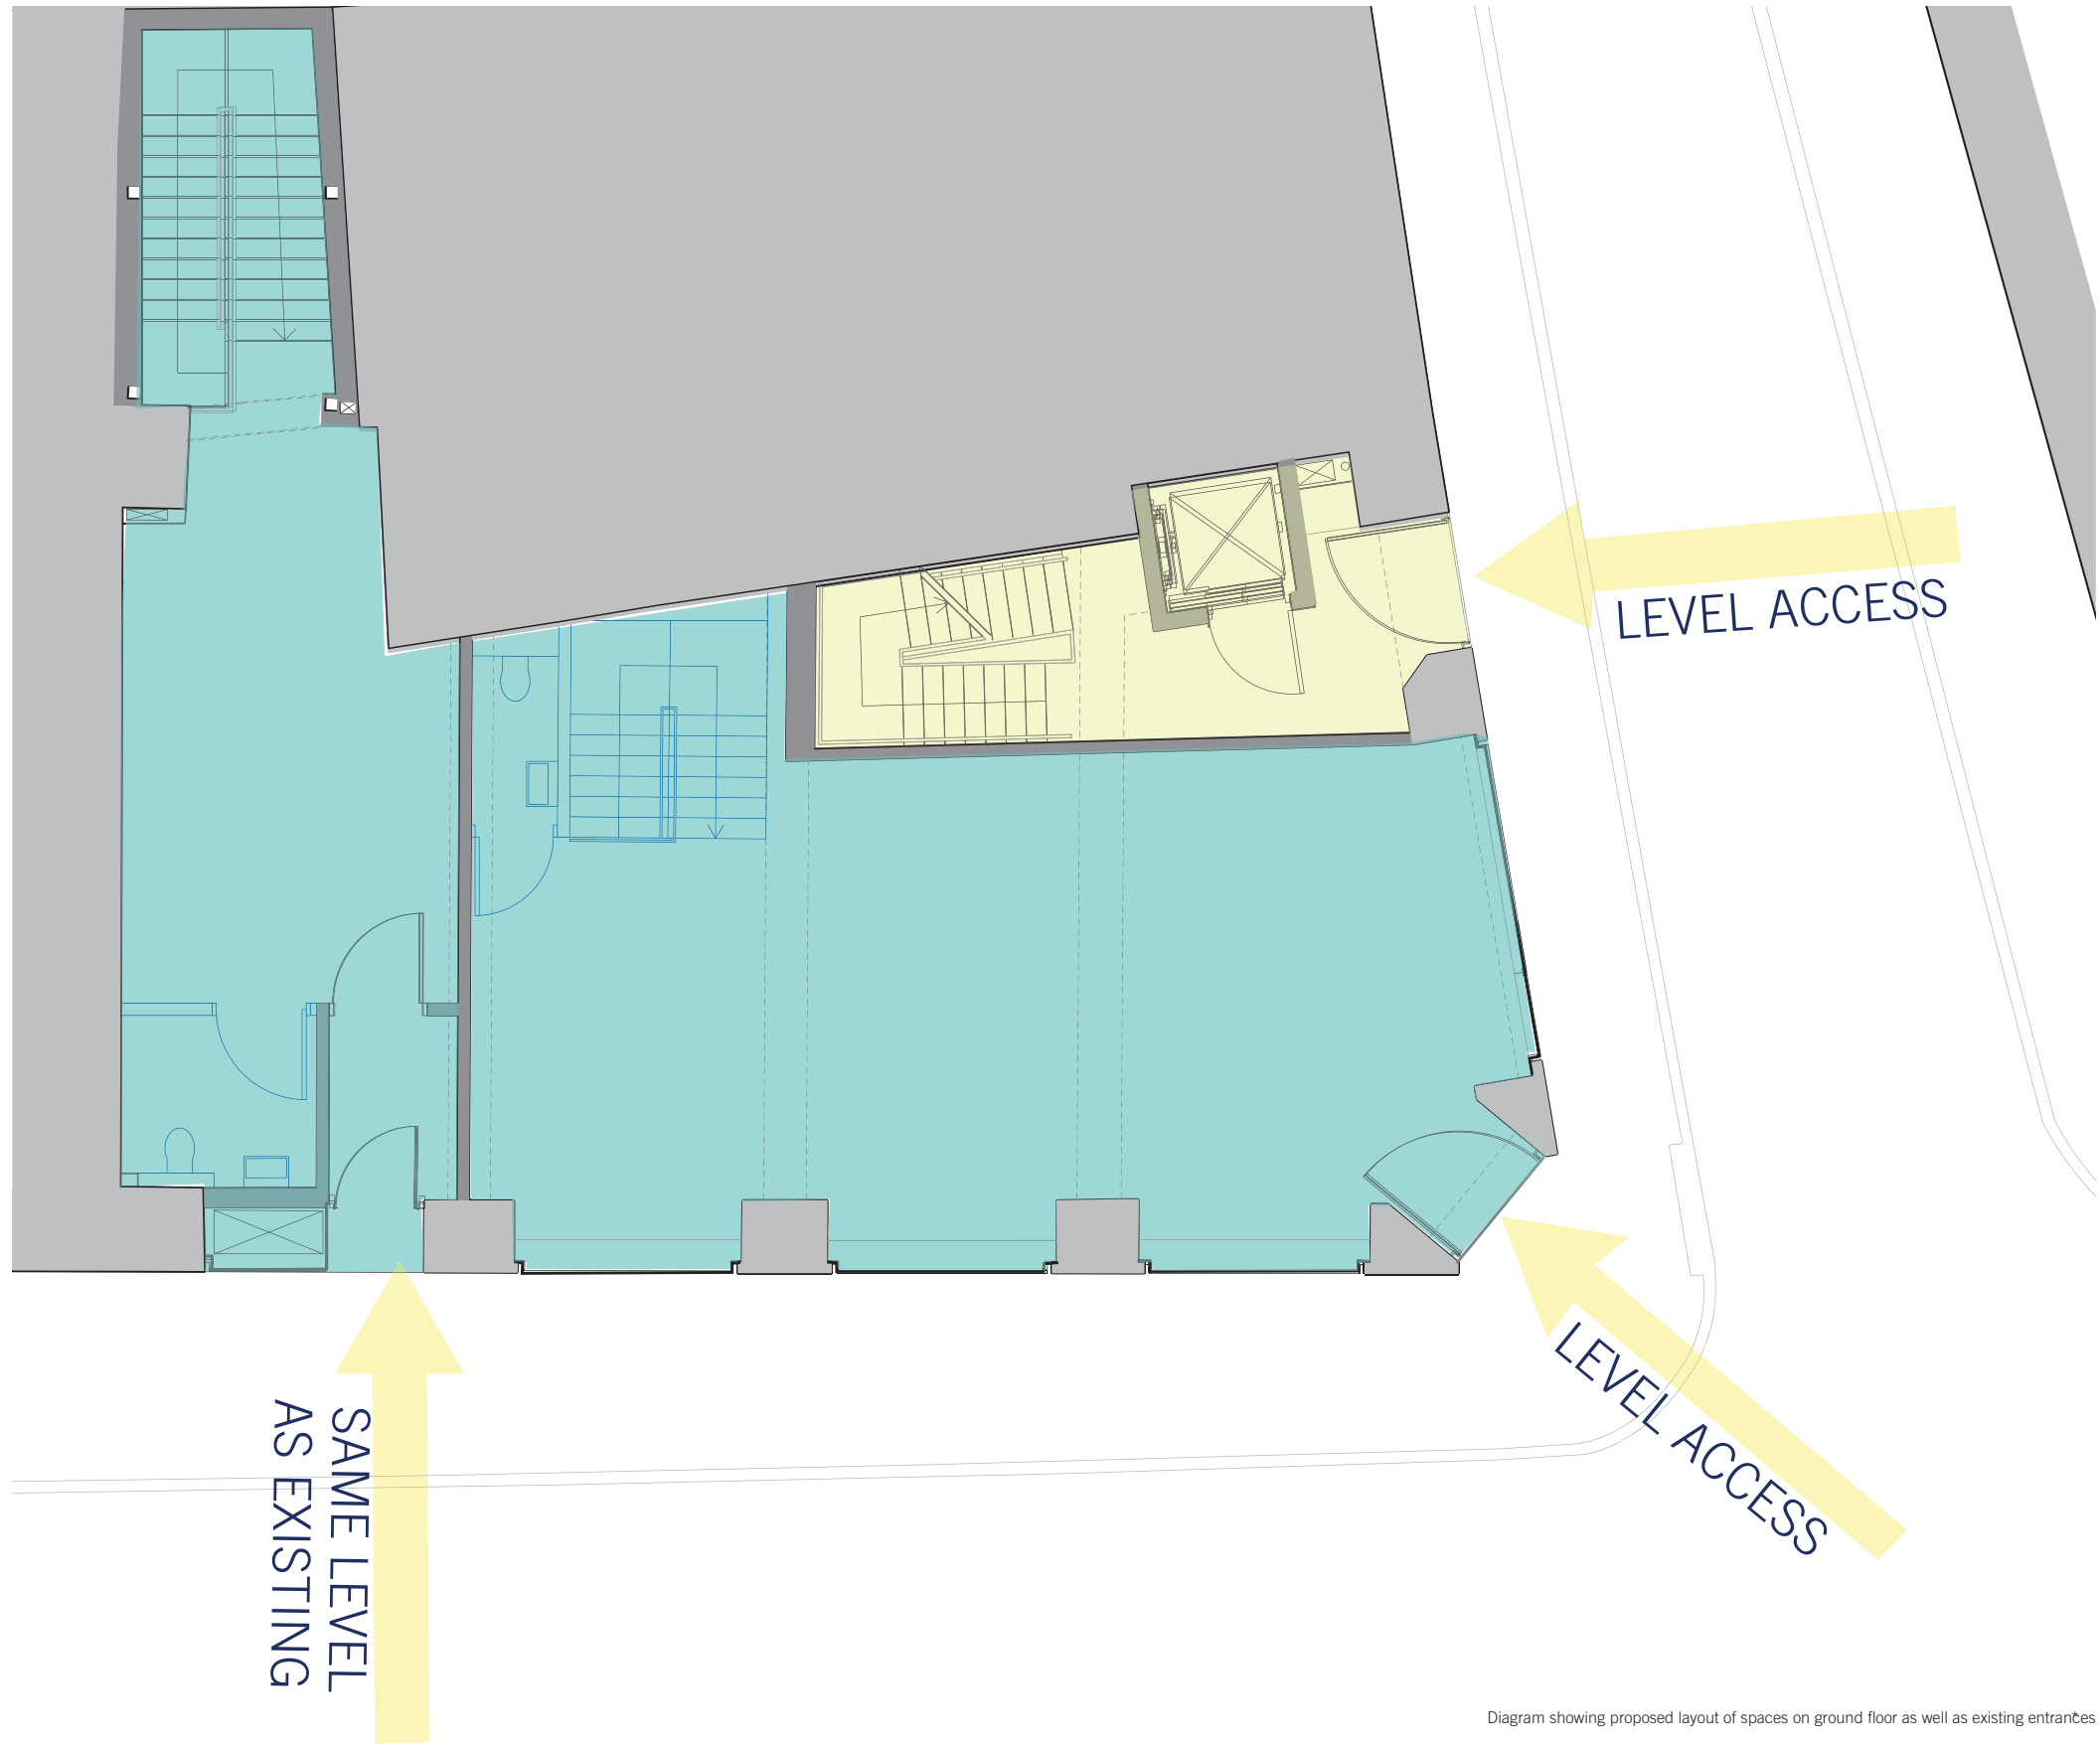 LEVEL ACCESS
LEVEL ACCESS
SAME LEVEL
AS EXISTING
Diagram showing proposed layout of spaces on ground floor as well as existing entrances